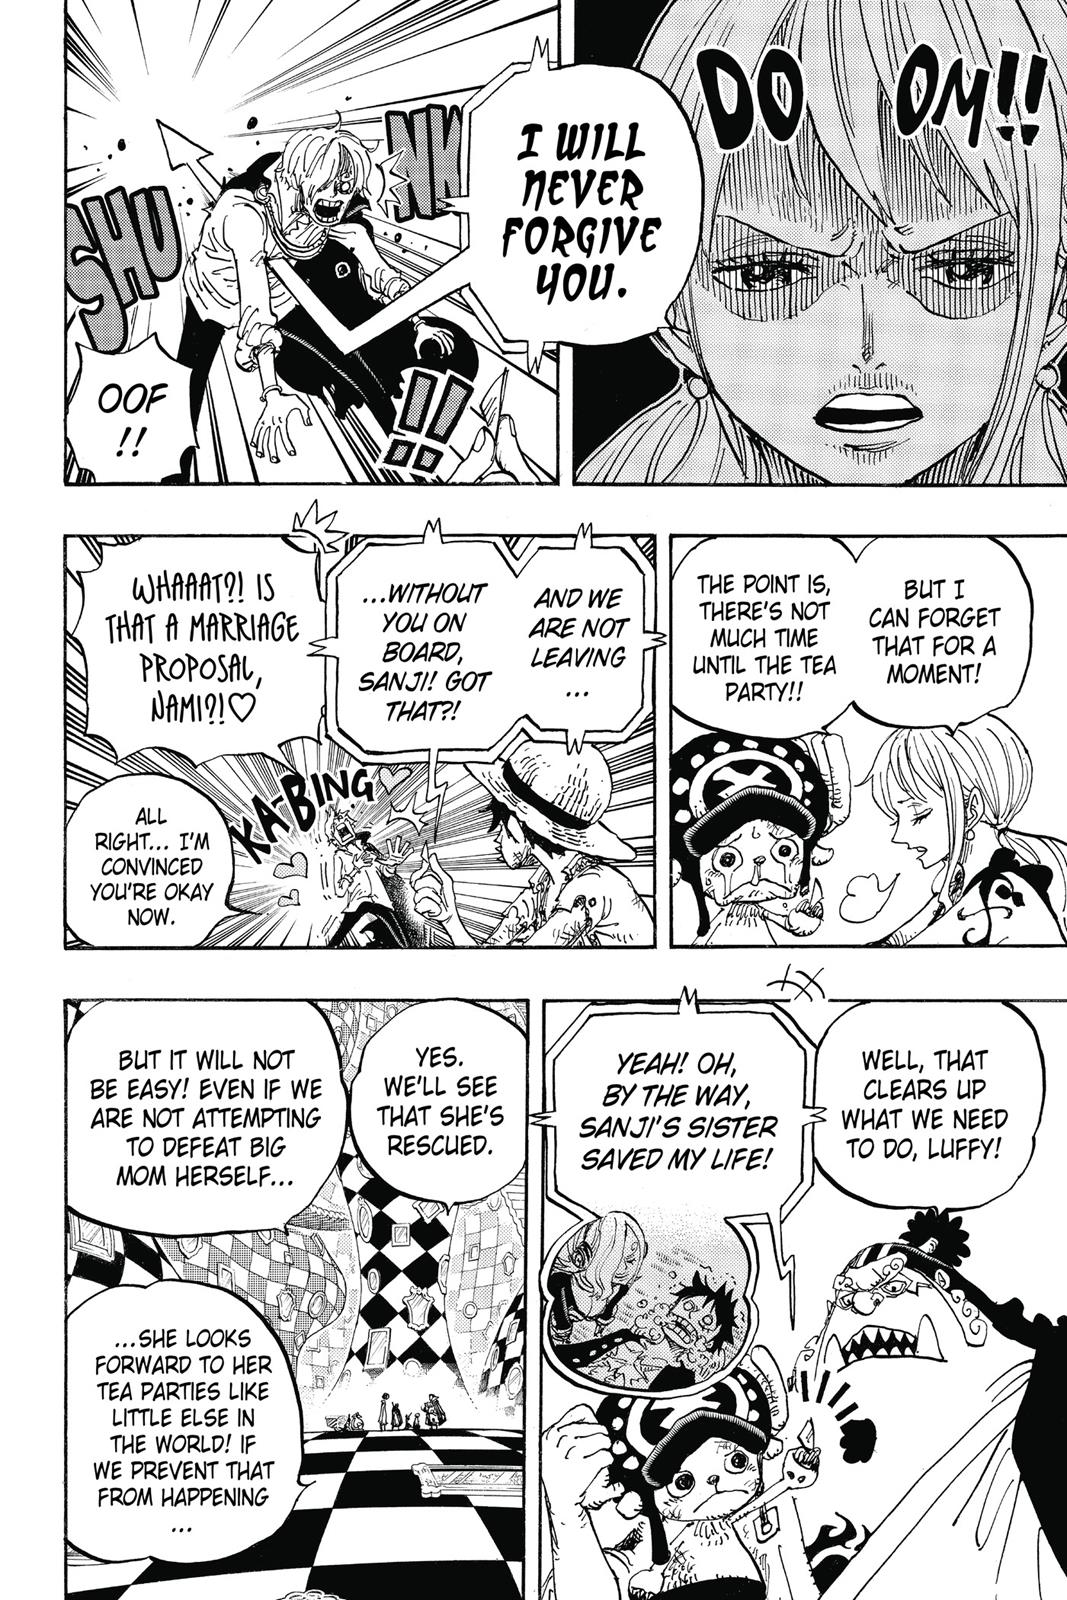 DO OM!!
I WILL
NEVER
FORGIVE
YOU.
SHUNK
!!
OOF
!!
BUT I
CAN FORGET
THAT FOR A
MOMENT!
THE POINT IS,
THERE'S NOT
MUCH TIME
UNTIL THE TEA
PARTY!!
AND WE
ARE NOT
LEAVING
...
...WITHOUT
YOU ON
BOARD,
SANJI! GOT
THAT?!
WHAAAT?! IS
THAT A MARRIAGE
PROPOSAL,
NAMI?!♡
KA-BING
ALL
RIGHT... I'M
CONVINCED
YOU'RE OKAY
NOW.
WELL, THAT
CLEARS UP
WHAT WE NEED
TO DO, LUFFY!
YEAH! OH,
BY THE WAY,
SANJI'S SISTER
SAVED MY LIFE!
YES.
WE'LL SEE
THAT SHE'S
RESCUED.
BUT IT WILL NOT
BE EASY! EVEN IF WE
ARE NOT ATTEMPTING
TO DEFEAT BIG
MOM HERSELF...
...SHE LOOKS
FORWARD TO HER
TEA PARTIES LIKE
LITTLE ELSE IN
THE WORLD! IF
WE PREVENT THAT
FROM HAPPENING
...